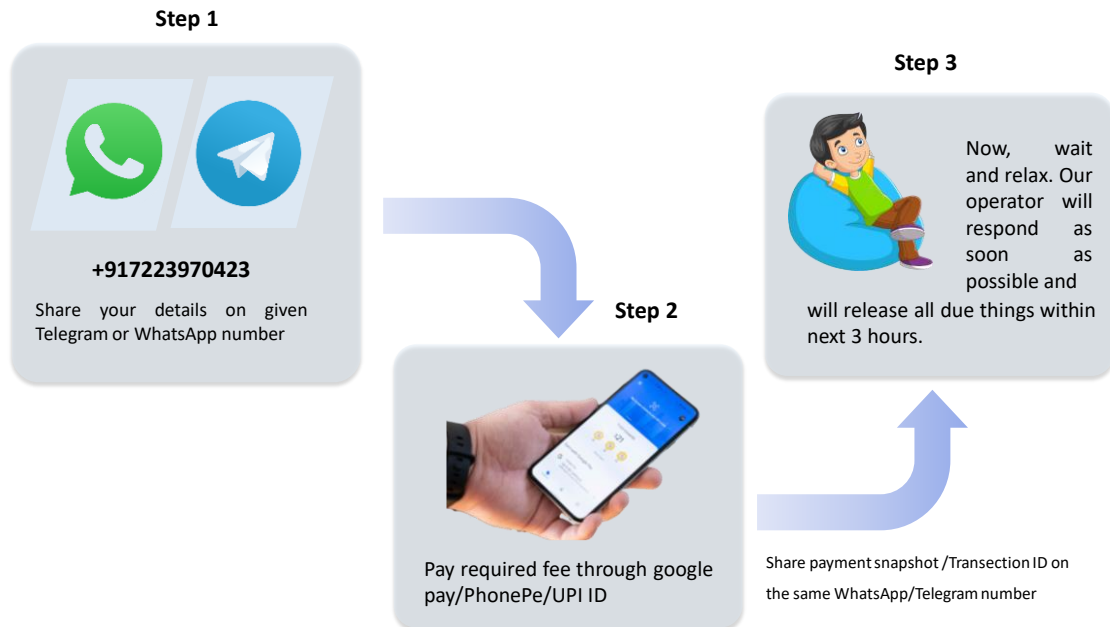 Step 1
+917223970423
Share your details on given
Telegram or WhatsApp number
Step 2
Pay required fee through google
pay/PhonePe/UPI ID
Share payment snapshot /Transection ID on
the same WhatsApp/Telegram number
Step 3
Now, wait
and relax. Our
operator will
respond as
soon as
possible and
will release all due things within
next 3 hours.